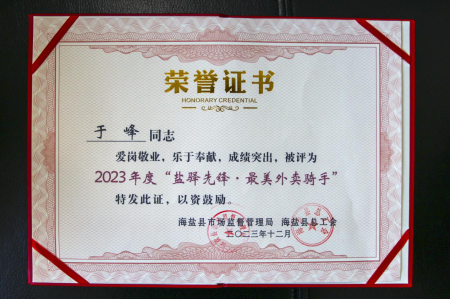 荣誉证书
HONORARY CREDENTIAL
于 峰 同志
爱岗敬业，乐于奉献，成绩突出，被评为
2023年度“盐驿先锋·最美外卖骑手”
特发此证，以资鼓励。
海盐县市场监督管理局 海盐县总工会
二〇二三年十二月